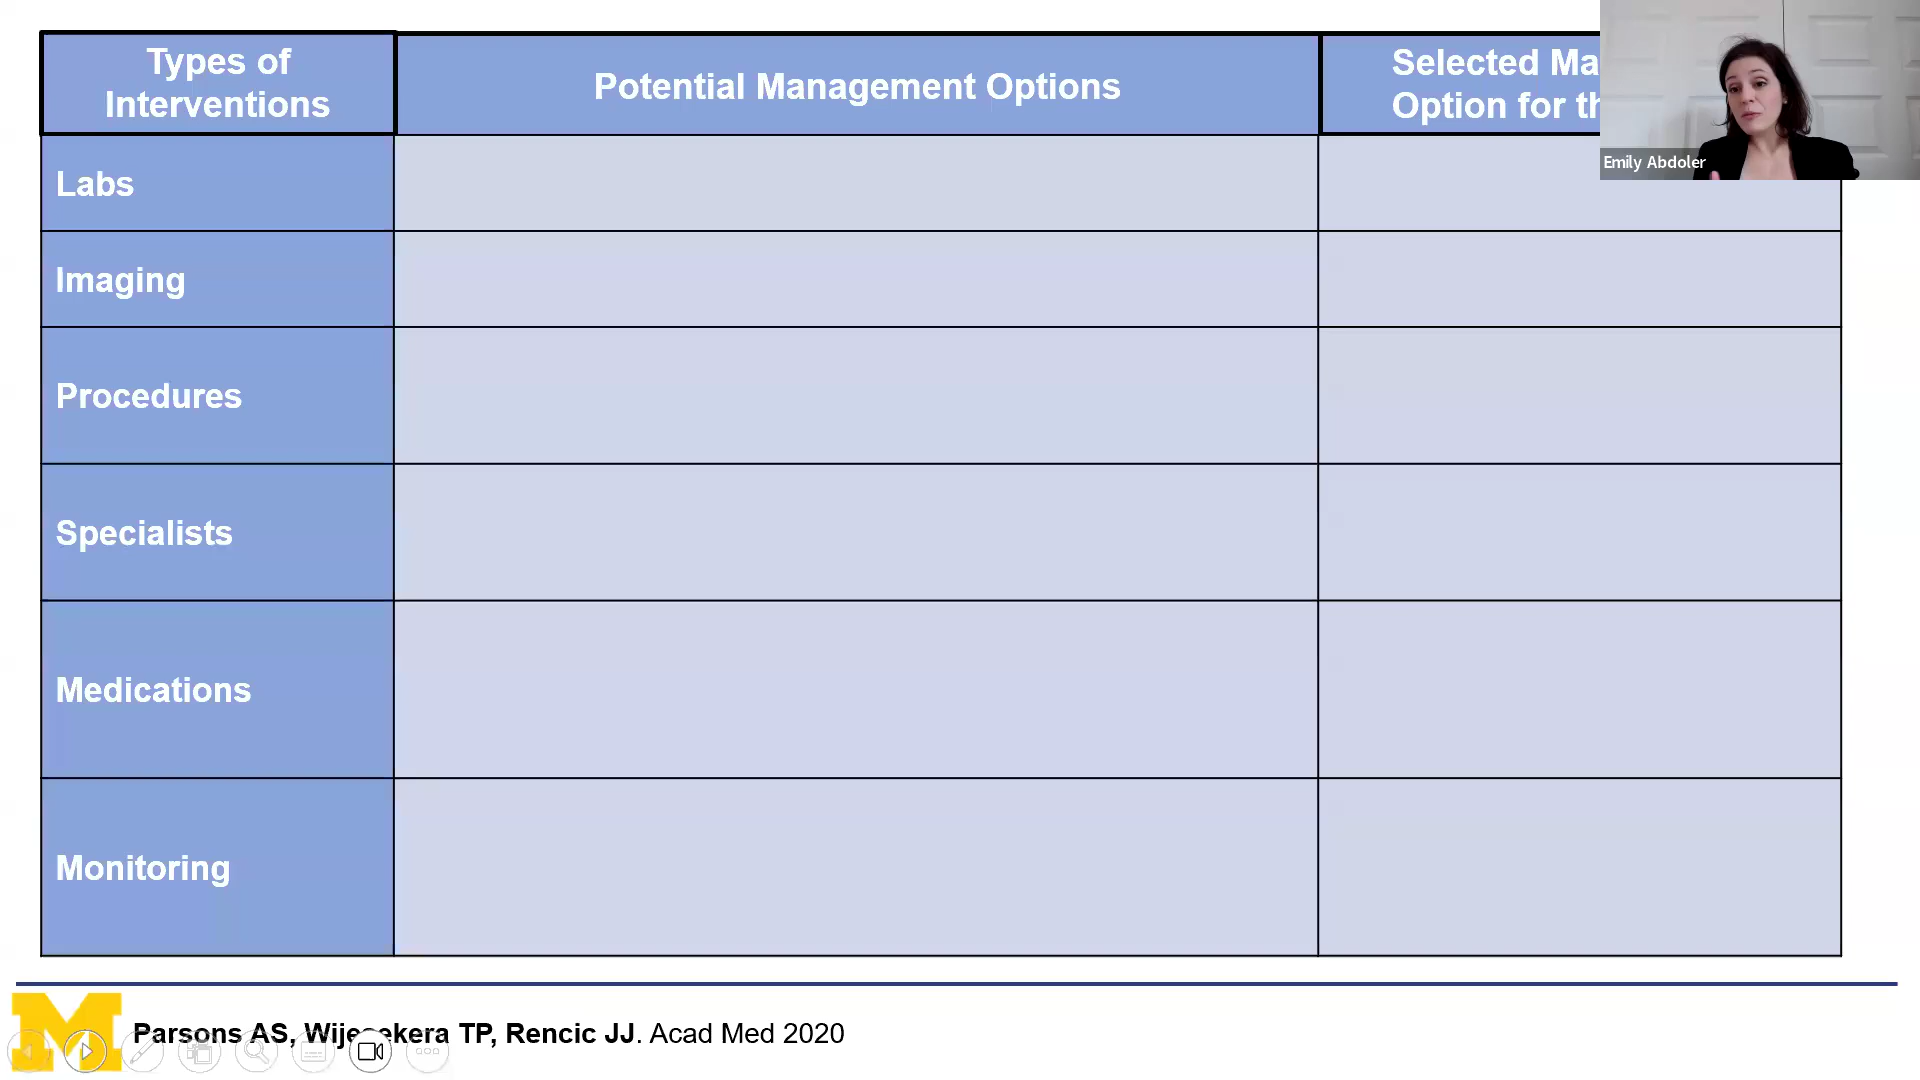 Types of
Interventions
Potential Management Options
Selected Ma
Option for th
Emily Abdoler
Labs
Imaging
Procedures
Specialists
Medications
Monitoring
M
Parsons AS, Wijesekera TP, Rencic JJ. Acad Med 2020